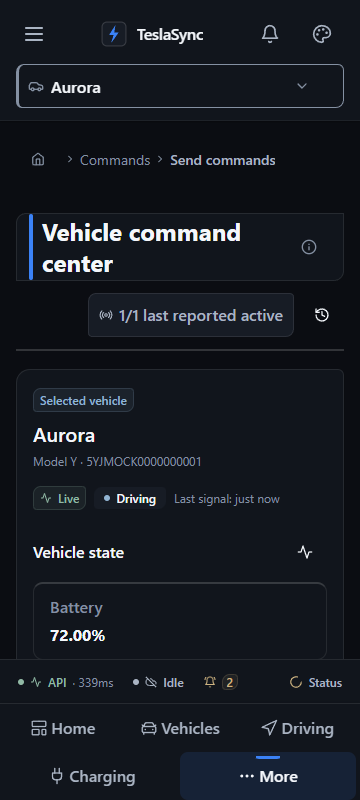 TeslaSync
Aurora
Commands Send commands
Vehicle command
center
1/1 last reported active
Selected vehicle
Aurora
Model Y · 5YJMOCK0000000001
Live Driving Last signal: just now
Vehicle state
Battery
72.00%
API · 339ms Idle 2 Status
Home Vehicles Driving
Charging More